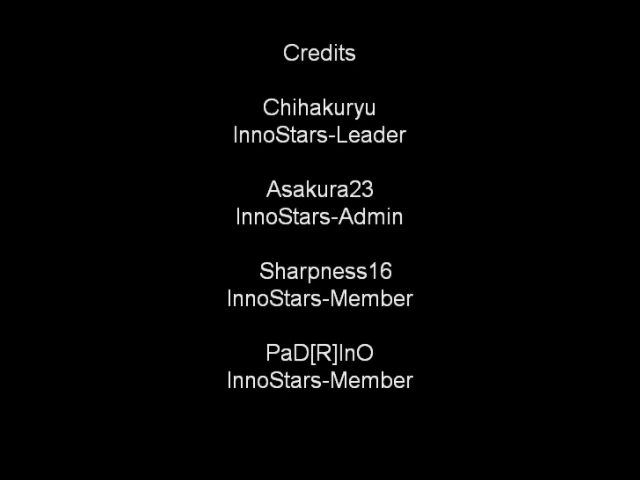 Credits
Chihakuryu
InnoStars-Leader
Asakura23
InnoStars-Admin
Sharpness16
InnoStars-Member
PaD[R]InO
InnoStars-Member